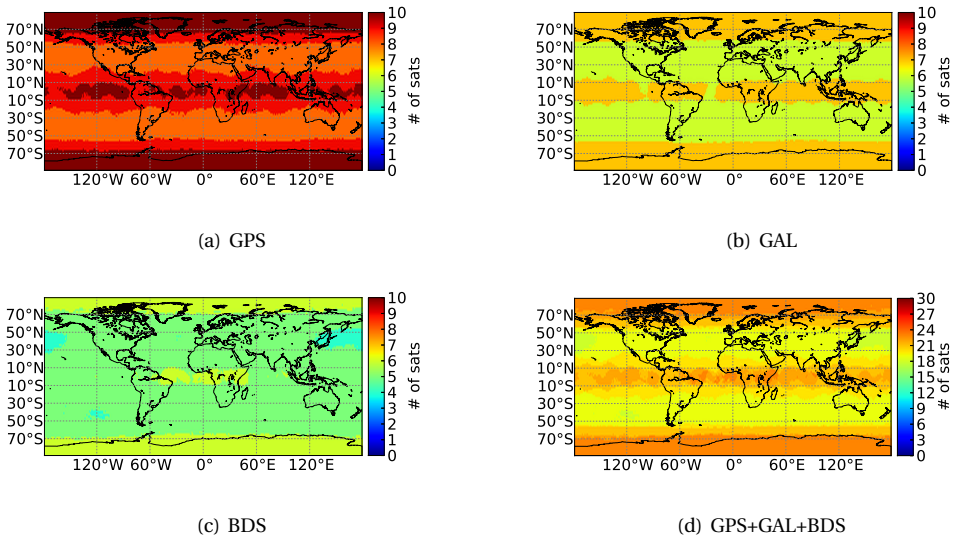 70°N
50°N
30°N
10°N
10°S
30°S
50°S
70°S
120°W 60°W 0° 60°E 120°E
10
9
8
7
6
5
4
3
2
1
0
# of sats
(a) GPS
70°N
50°N
30°N
10°N
10°S
30°S
50°S
70°S
120°W 60°W 0° 60°E 120°E
10
9
8
7
6
5
4
3
2
1
0
# of sats
(b) GAL
70°N
50°N
30°N
10°N
10°S
30°S
50°S
70°S
120°W 60°W 0° 60°E 120°E
10
9
8
7
6
5
4
3
2
1
0
# of sats
(c) BDS
70°N
50°N
30°N
10°N
10°S
30°S
50°S
70°S
120°W 60°W 0° 60°E 120°E
30
27
24
21
18
15
12
9
6
3
0
# of sats
(d) GPS+GAL+BDS